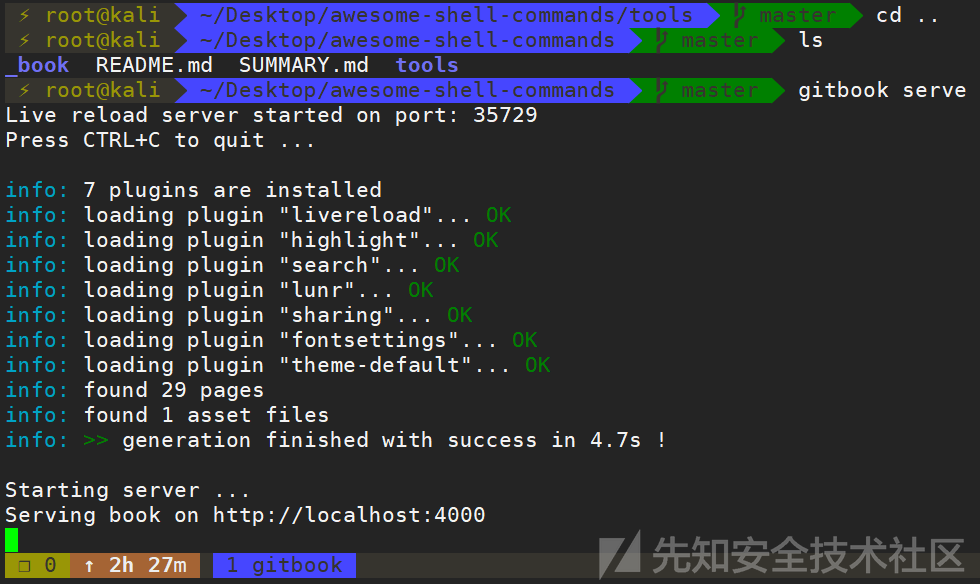 ⚡ root@kali ~/Desktop/awesome-shell-commands/tools master cd ..
⚡ root@kali ~/Desktop/awesome-shell-commands master ls
_book README.md SUMMARY.md tools
⚡ root@kali ~/Desktop/awesome-shell-commands master gitbook serve
Live reload server started on port: 35729
Press CTRL+C to quit ...
info: 7 plugins are installed
info: loading plugin "livereload"... OK
info: loading plugin "highlight"... OK
info: loading plugin "search"... OK
info: loading plugin "lunr"... OK
info: loading plugin "sharing"... OK
info: loading plugin "fontsettings"... OK
info: loading plugin "theme-default"... OK
info: found 29 pages
info: found 1 asset files
info: >> generation finished with success in 4.7s !
Starting server ...
Serving book on http://localhost:4000
❐ 0 ↑ 2h 27m 1 gitbook
先知安全技术社区